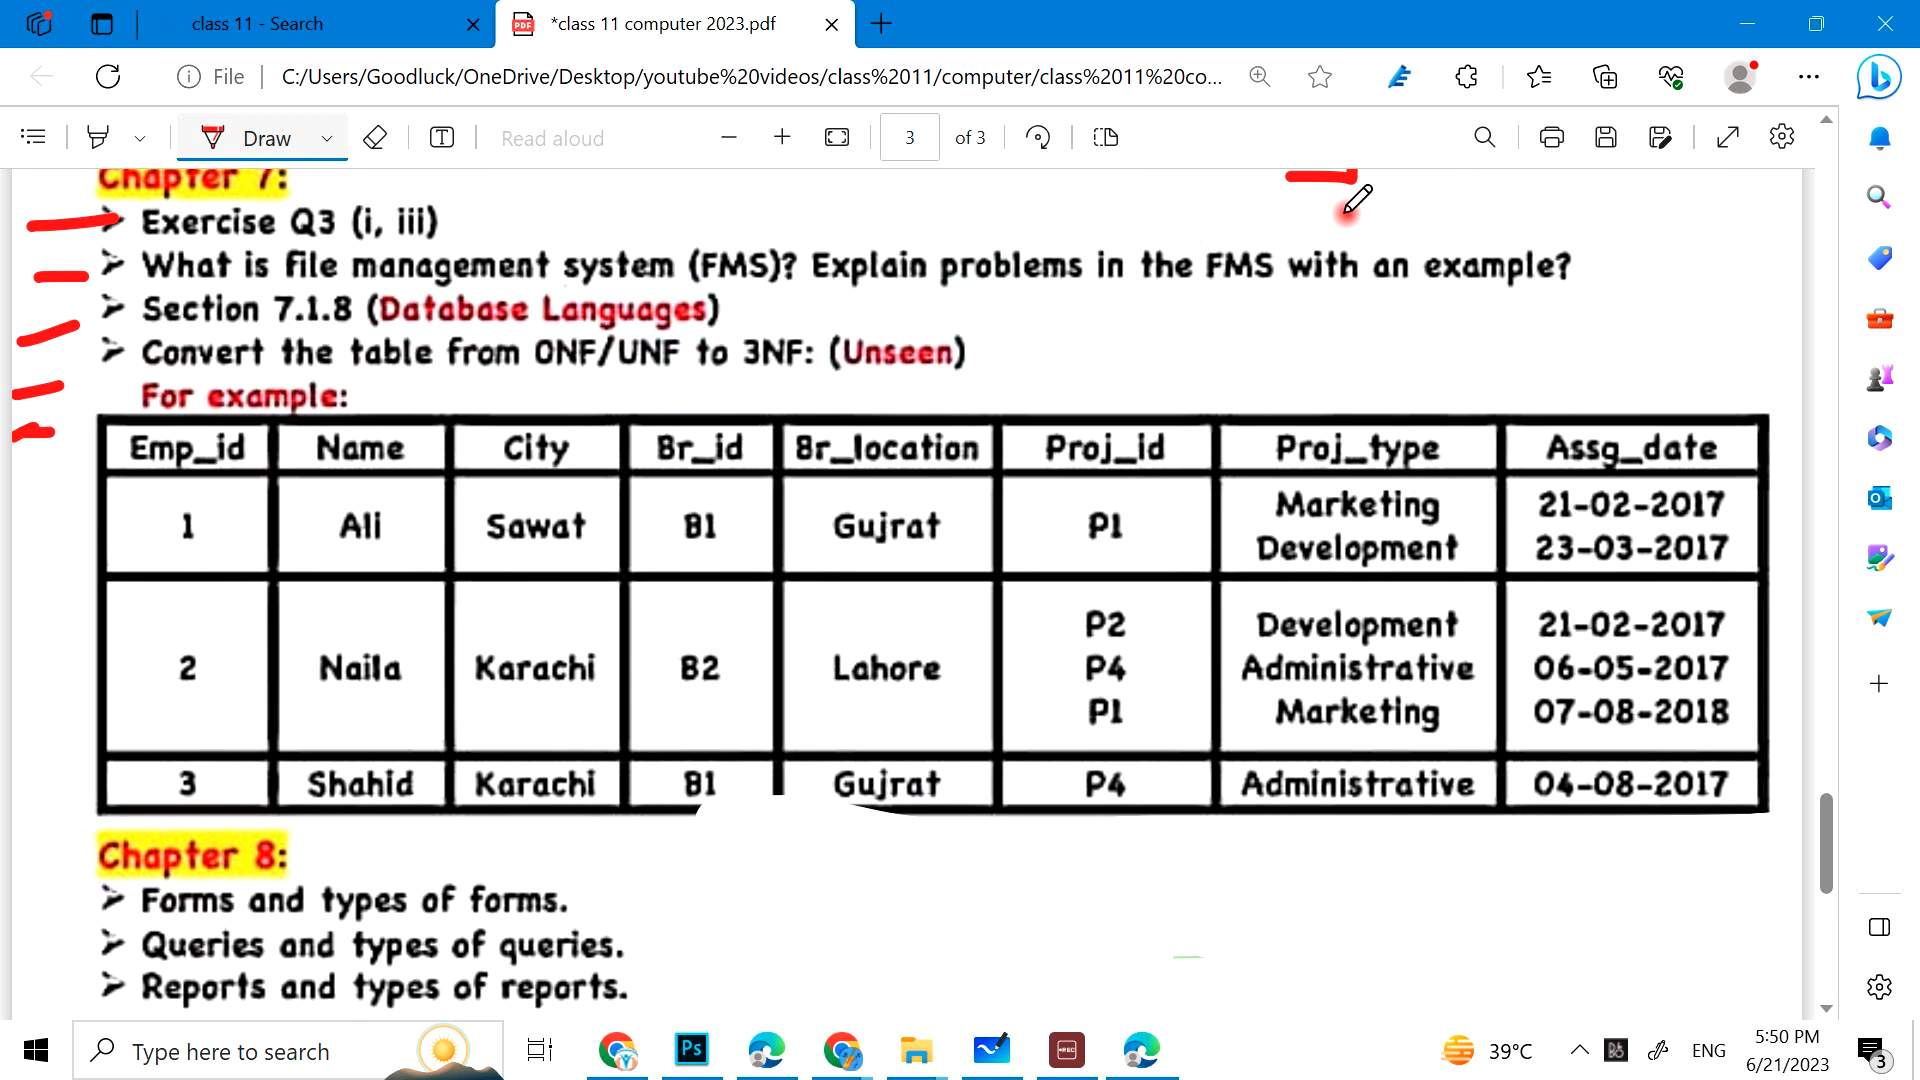 class 11 - Search
*class 11 computer 2023.pdf
File
C:/Users/Goodluck/OneDrive/Desktop/youtube%20videos/class%2011/computer/class%2011%20co...
Draw
Read aloud
3 of 3
Chapter 7:
➢ Exercise Q3 (i, iii)
➢ What is file management system (FMS)? Explain problems in the FMS with an example?
➢ Section 7.1.8 (Database Languages)
➢ Convert the table from 0NF/UNF to 3NF: (Unseen)
For example:
Emp_id Name City Br_id Br_location Proj_id Proj_type Assg_date
1 Ali Sawat B1 Gujrat P1 Marketing 21-02-2017
Development 23-03-2017
2 Naila Karachi B2 Lahore P2 Development 21-02-2017
P4 Administrative 06-05-2017
P1 Marketing 07-08-2018
3 Shahid Karachi B1 Gujrat P4 Administrative 04-08-2017
Chapter 8:
➢ Forms and types of forms.
➢ Queries and types of queries.
➢ Reports and types of reports.
Type here to search
Ps
REC
39°C
ENG
5:50 PM
6/21/2023
3